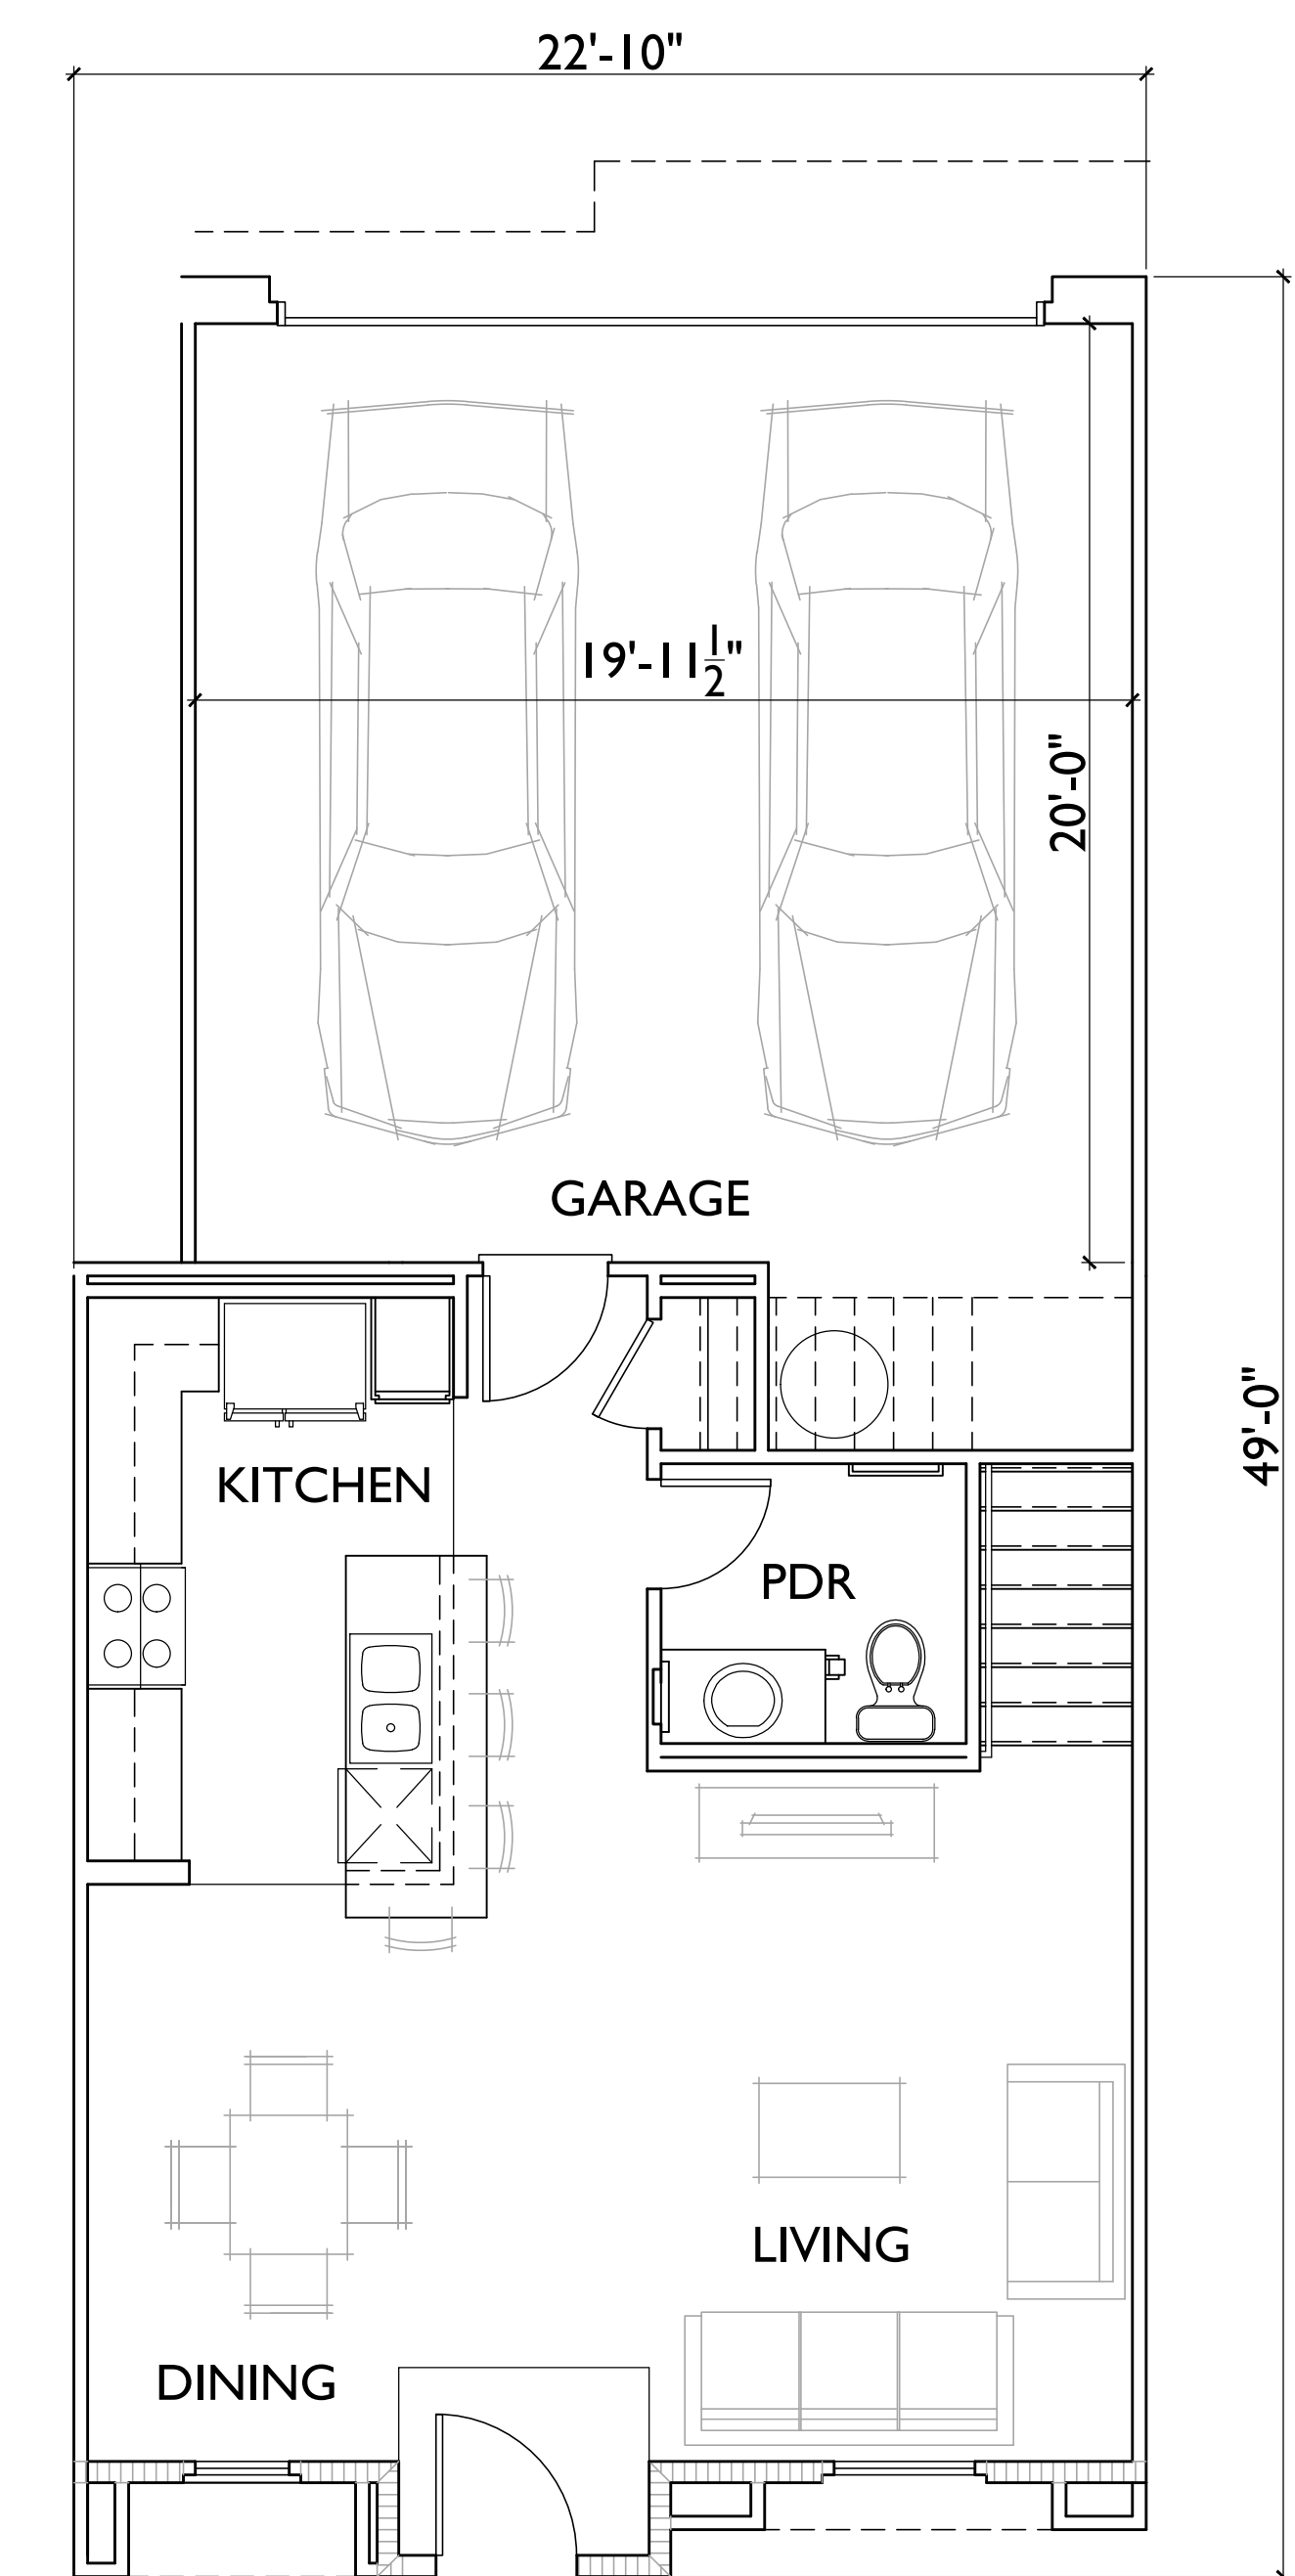 22'-10"
19'-11 1/2"
20'-0"
GARAGE
49'-0"
KITCHEN
PDR
LIVING
DINING